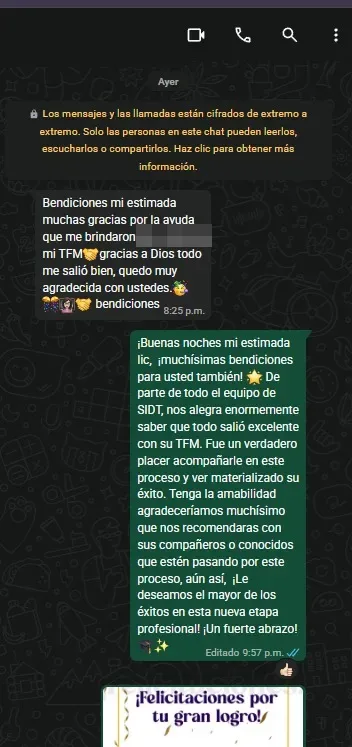 Ayer
Los mensajes y las llamadas están cifrados de extremo a
extremo. Solo las personas en este chat pueden leerlos,
escucharlos o compartirlos. Haz clic para obtener más
información.
Bendiciones mi estimada
muchas gracias por la ayuda
que me brindaron
mi TFM🤝gracias a Dios todo
me salió bien, quedo muy
agradecida con ustedes.🥳
🎊👩🏻‍🎓🤝 bendiciones 8:25 p.m.
¡Buenas noches mi estimada
lic, ¡muchísimas bendiciones
para usted también! 🌟 De
parte de todo el equipo de
SIDT, nos alegra enormemente
saber que todo salió excelente
con su TFM. Fue un verdadero
placer acompañarle en este
proceso y ver materializado su
éxito. Tenga la amabilidad
agradeceríamos muchísimo
que nos recomendaras con
sus compañeros o conocidos
que estén pasando por este
proceso, aún así, ¡Le
deseamos el mayor de los
éxitos en esta nueva etapa
profesional! ¡Un fuerte abrazo!
🎓✨ Editado 9:57 p.m.
👍🏻
¡Felicitaciones por
tu gran logro!